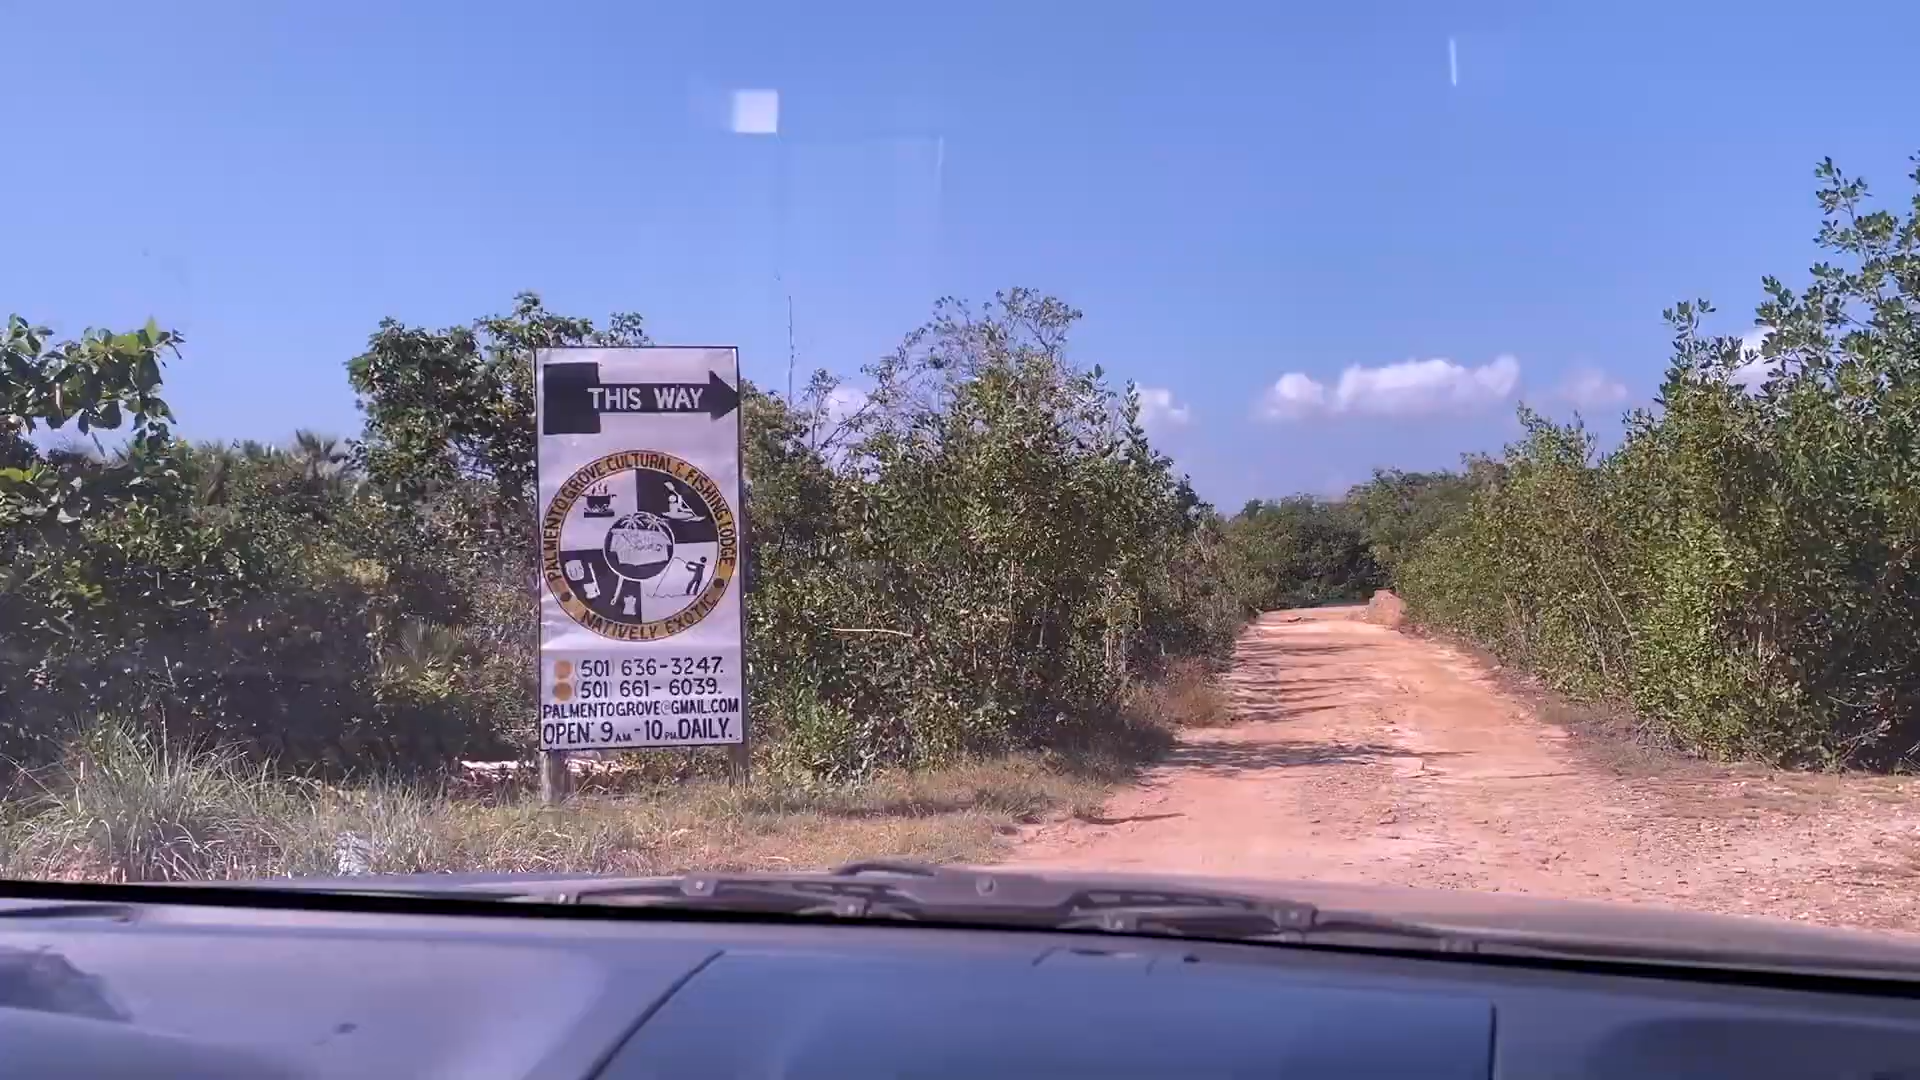 THIS WAY
PALMENTO GROVE CULTURAL & FISHING LODGE
NATIVELY EXOTIC
(501) 636-3247.
(501) 661-6039.
PALMENTOGROVE@GMAIL.COM
OPEN: 9AM-10PM DAILY.